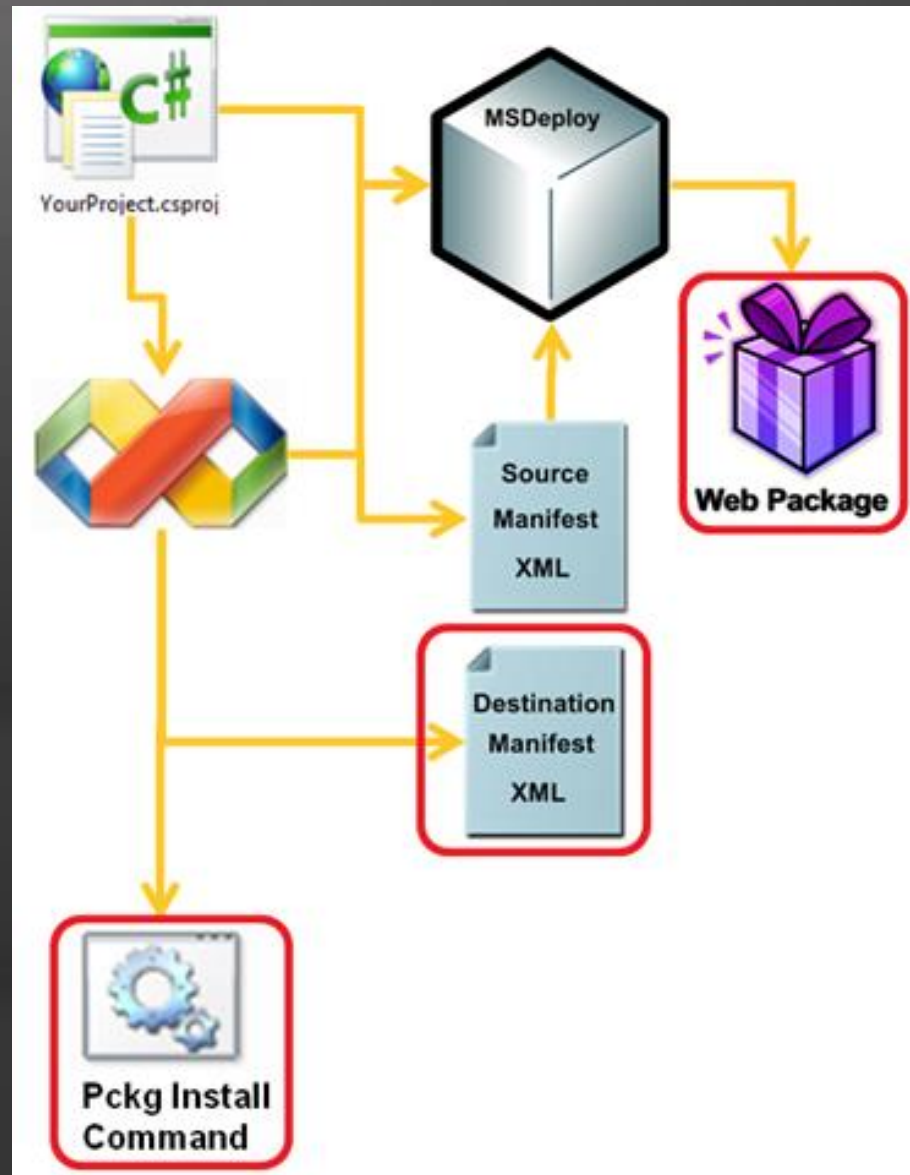 C#
YourProject.csproj
MSDeploy
Source
Manifest
XML
Web Package
Destination
Manifest
XML
Pckg Install
Command